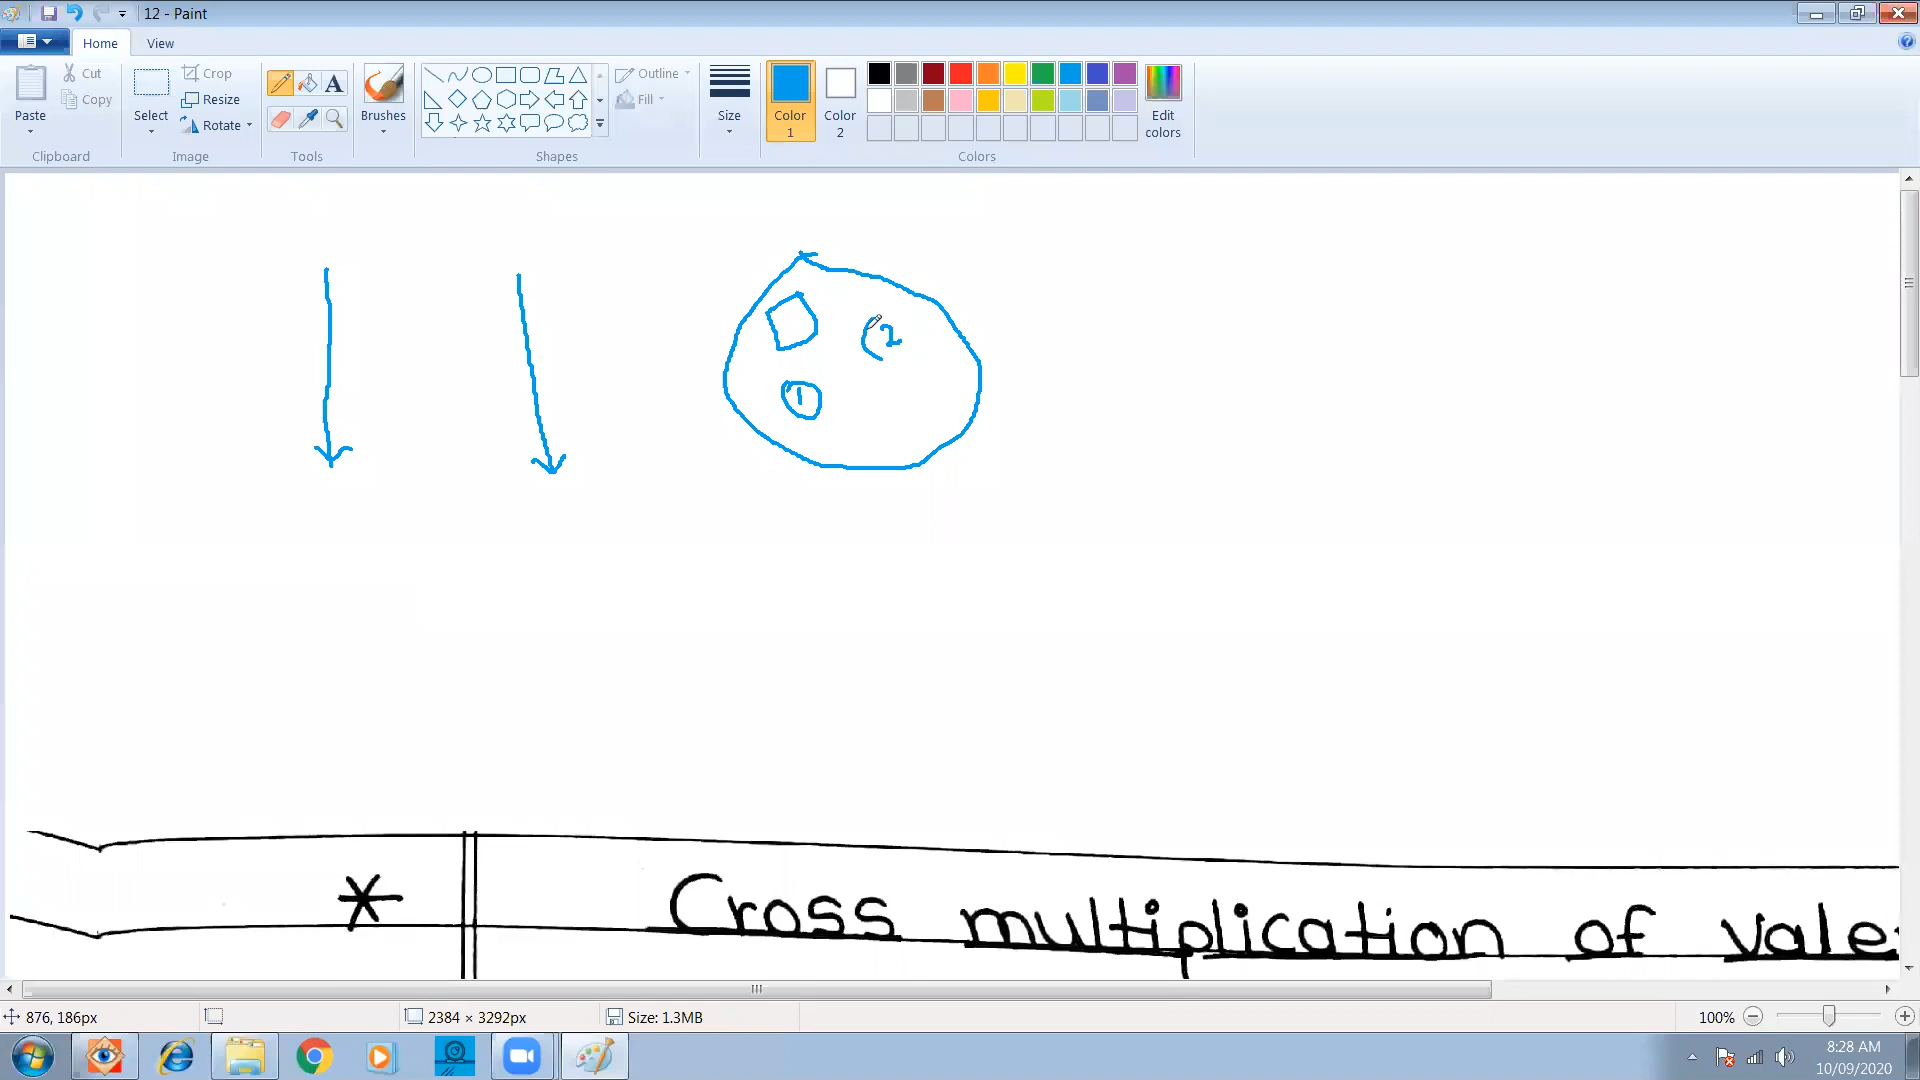 12 - Paint
Home View
Paste
Cut
Copy
Clipboard
Select
Crop
Resize
Rotate
Image
Tools
A
Brushes
Shapes
Outline
Fill
Size
Color 1
Color 2
Colors
Edit colors
2
1
* Cross multiplication of vale
876, 186px
2384 × 3292px
Size: 1.3MB
100%
8:28 AM
10/09/2020